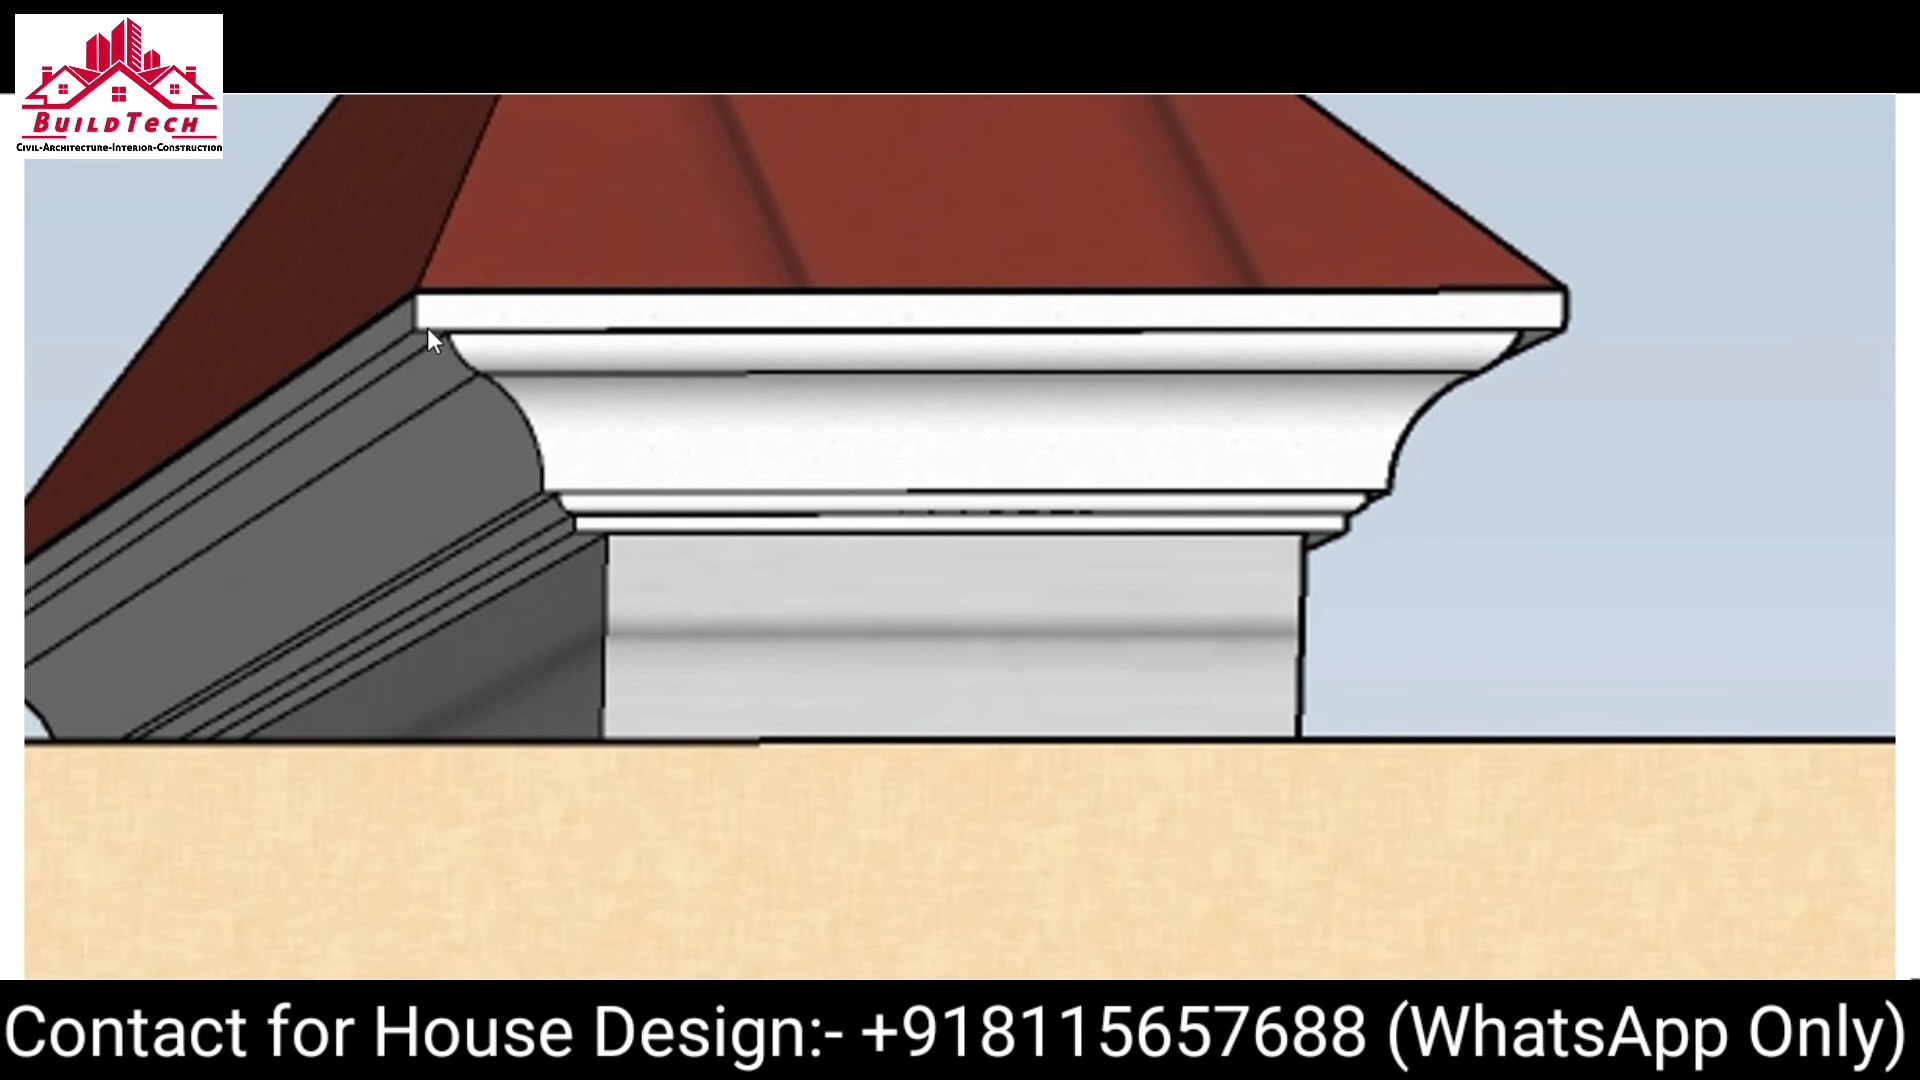 BUILDTECH
CIVIL-ARCHITECTURE-INTERIOR-CONSTRUCTION
Contact for House Design:- +918115657688 (WhatsApp Only)